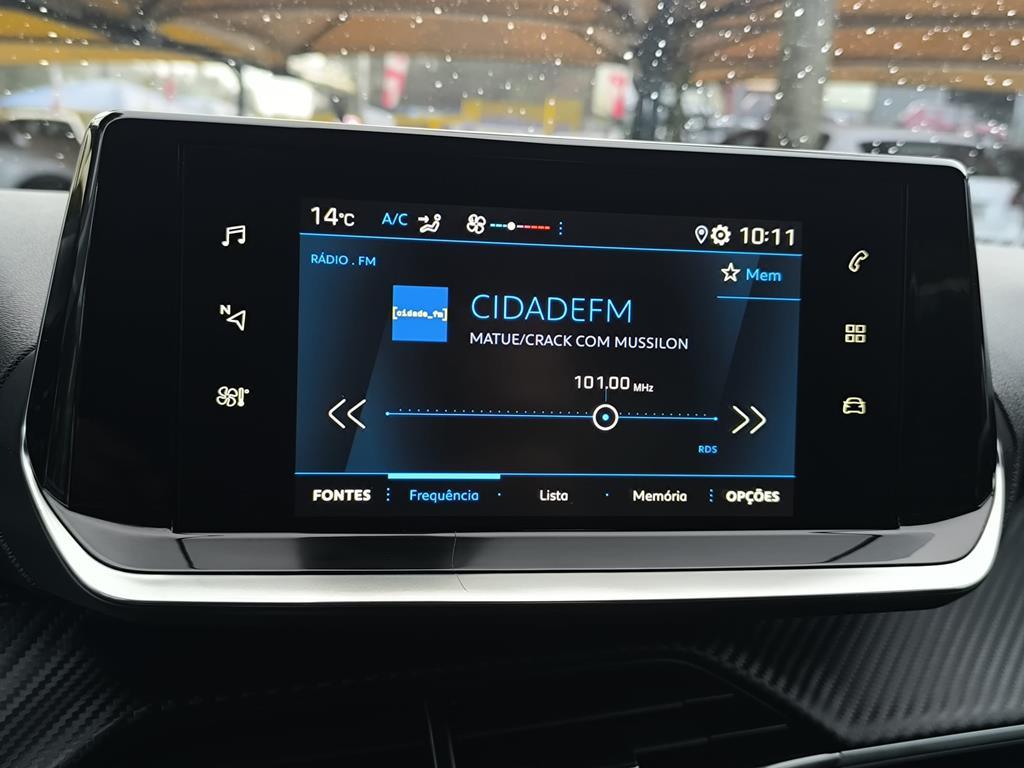 14°C A/C 10:11
RÁDIO . FM
Mem
N
[cidade_fm]
CIDADEFM
MATUE/CRACK COM MUSSILON
101.00 MHz
RDS
FONTES Frequência Lista Memória OPÇÕES